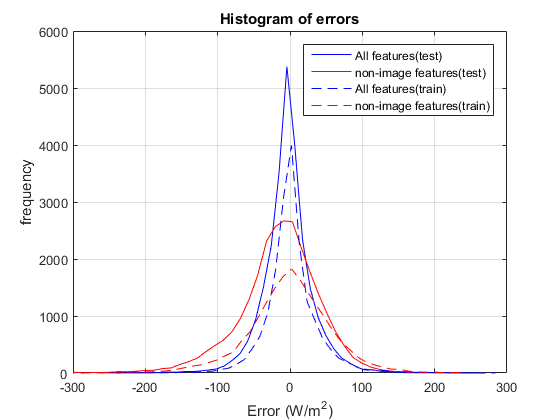 Histogram of errors
6000
5000
4000
3000
2000
1000
0
frequency
All features(test)
non-image features(test)
All features(train)
non-image features(train)
-300
-200
-100
0
100
200
300
Error (W/m²)